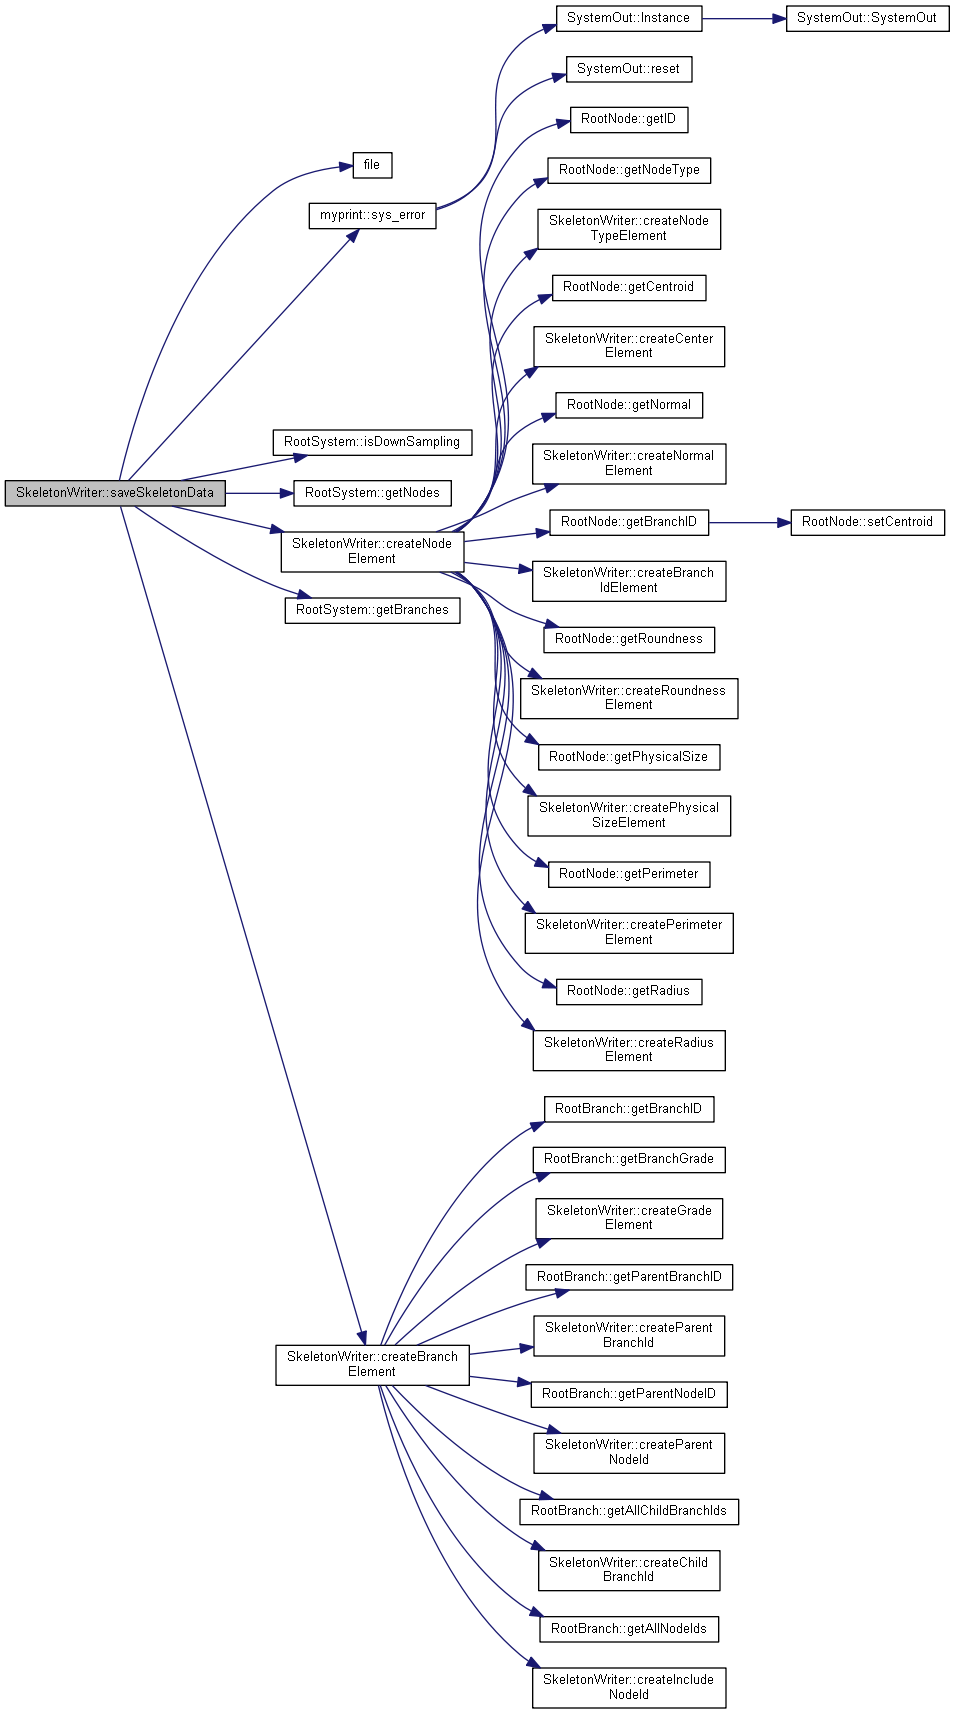 SystemOut::Instance
SystemOut::SystemOut
SystemOut::reset
RootNode::getID
file
RootNode::getNodeType
myprint::sys_error
SkeletonWriter::createNode
TypeElement
RootNode::getCentroid
SkeletonWriter::createCenter
Element
RootNode::getNormal
RootSystem::isDownSampling
SkeletonWriter::createNormal
Element
SkeletonWriter::saveSkeletonData
RootSystem::getNodes
RootNode::getBranchID
RootNode::setCentroid
SkeletonWriter::createNode
Element
SkeletonWriter::createBranch
IdElement
RootSystem::getBranches
RootNode::getRoundness
SkeletonWriter::createRoundness
Element
RootNode::getPhysicalSize
SkeletonWriter::createPhysical
SizeElement
RootNode::getPerimeter
SkeletonWriter::createPerimeter
Element
RootNode::getRadius
SkeletonWriter::createRadius
Element
RootBranch::getBranchID
RootBranch::getBranchGrade
SkeletonWriter::createGrade
Element
RootBranch::getParentBranchID
SkeletonWriter::createParent
BranchId
SkeletonWriter::createBranch
Element
RootBranch::getParentNodeID
SkeletonWriter::createParent
NodeId
RootBranch::getAllChildBranchIds
SkeletonWriter::createChild
BranchId
RootBranch::getAllNodeIds
SkeletonWriter::createInclude
NodeId